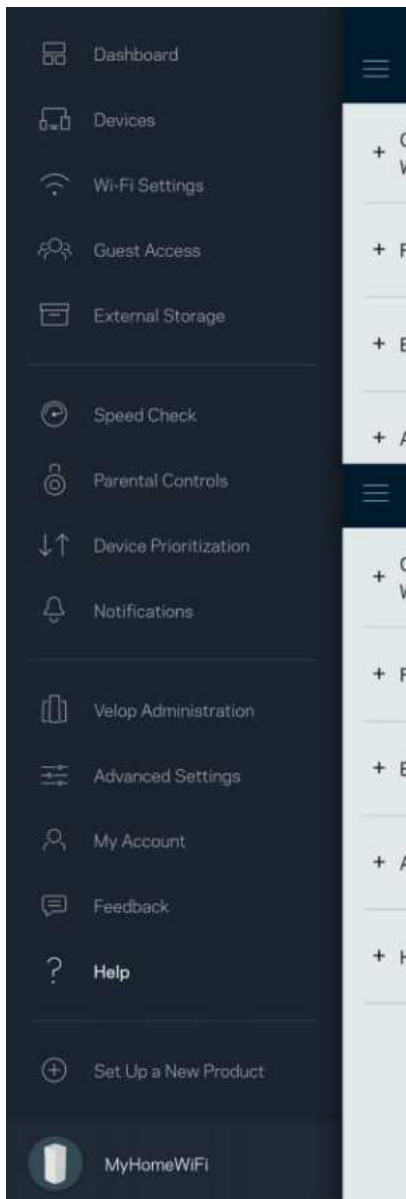 Dashboard
Devices
Wi-Fi Settings
Guest Access
External Storage
Speed Check
Parental Controls
Device Prioritization
Notifications
Velop Administration
Advanced Settings
My Account
Feedback
? Help
Set Up a New Product
MyHomeWiFi